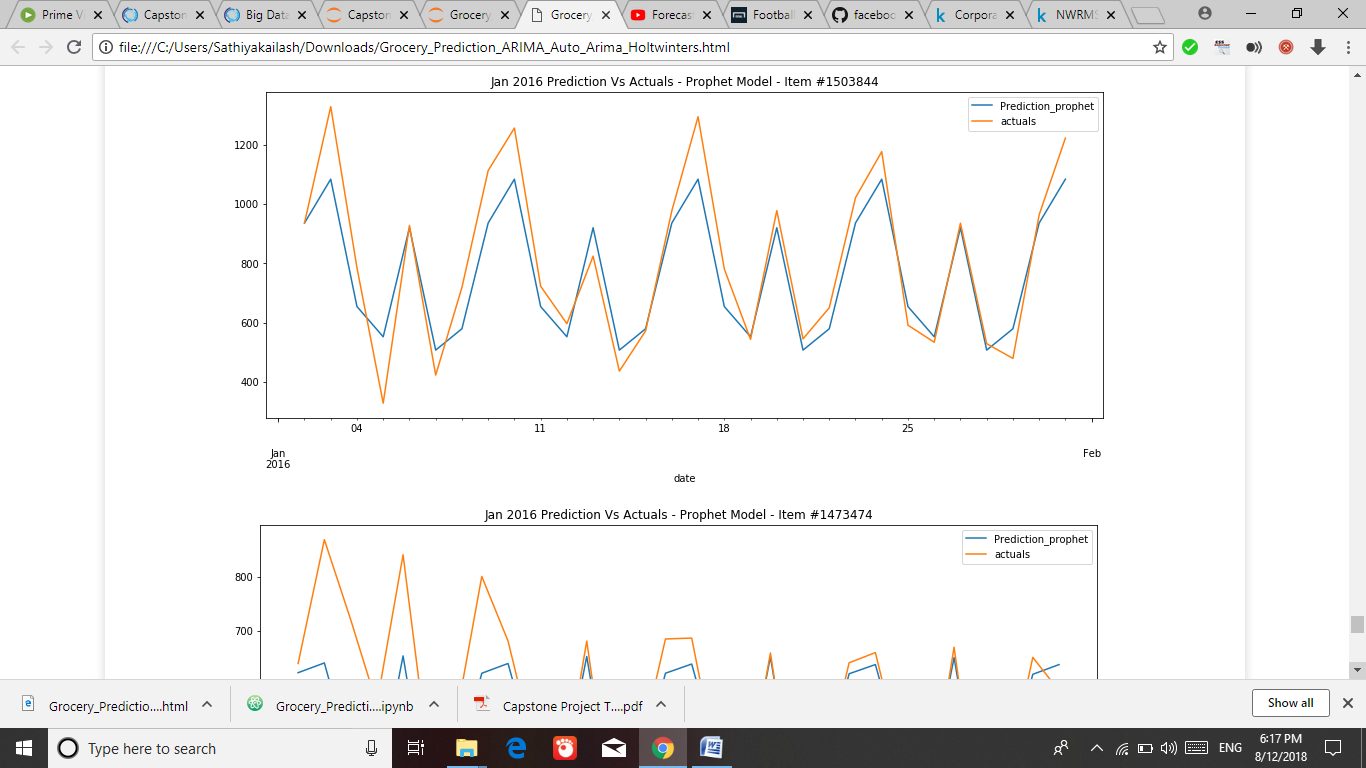 Prime V
Capston
Big Data
Capston
Grocery
Grocery
Forecas
Football
faceboo
Corpora
NWRMS
file:///C:/Users/Sathiyakailash/Downloads/Grocery_Prediction_ARIMA_Auto_Arima_Holtwinters.html
Jan 2016 Prediction Vs Actuals - Prophet Model - Item #1503844
Prediction_prophet
actuals
1200
1000
800
600
400
04 11 18 25
Jan Feb
2016
date
Jan 2016 Prediction Vs Actuals - Prophet Model - Item #1473474
Prediction_prophet
actuals
800
700
Grocery_Predictio....html
Grocery_Predicti....ipynb
Capstone Project T....pdf
Show all
Type here to search
ENG
6:17 PM
8/12/2018